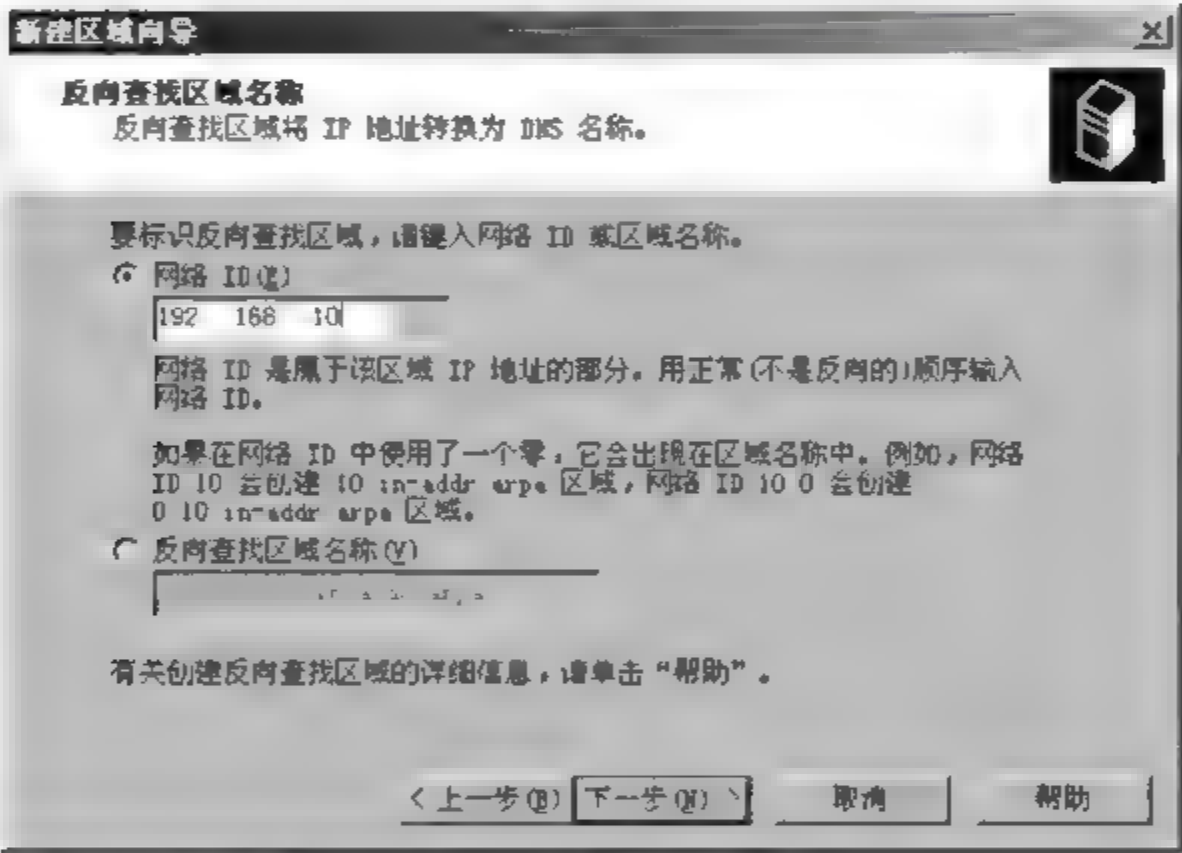 新建区域向导
反向查找区域名称
反向查找区域将 IP 地址转换为 DNS 名称。
要标识反向查找区域，请键入网络 ID 或区域名称。
网络 ID(E)
192 168 10
网络 ID 是属于该区域 IP 地址的部分。用正常(不是反向的)顺序输入
网络 ID。
如果在网络 ID 中使用了一个零，它会出现在区域名称中。例如，网络
ID 10 会创建 10 in-addr arpa 区域，网络 ID 10 0 会创建
0 10 in-addr arpa 区域。
反向查找区域名称(V)
有关创建反向查找区域的详细信息，请单击“帮助”。
< 上一步(B) 下一步(N) > 取消 帮助